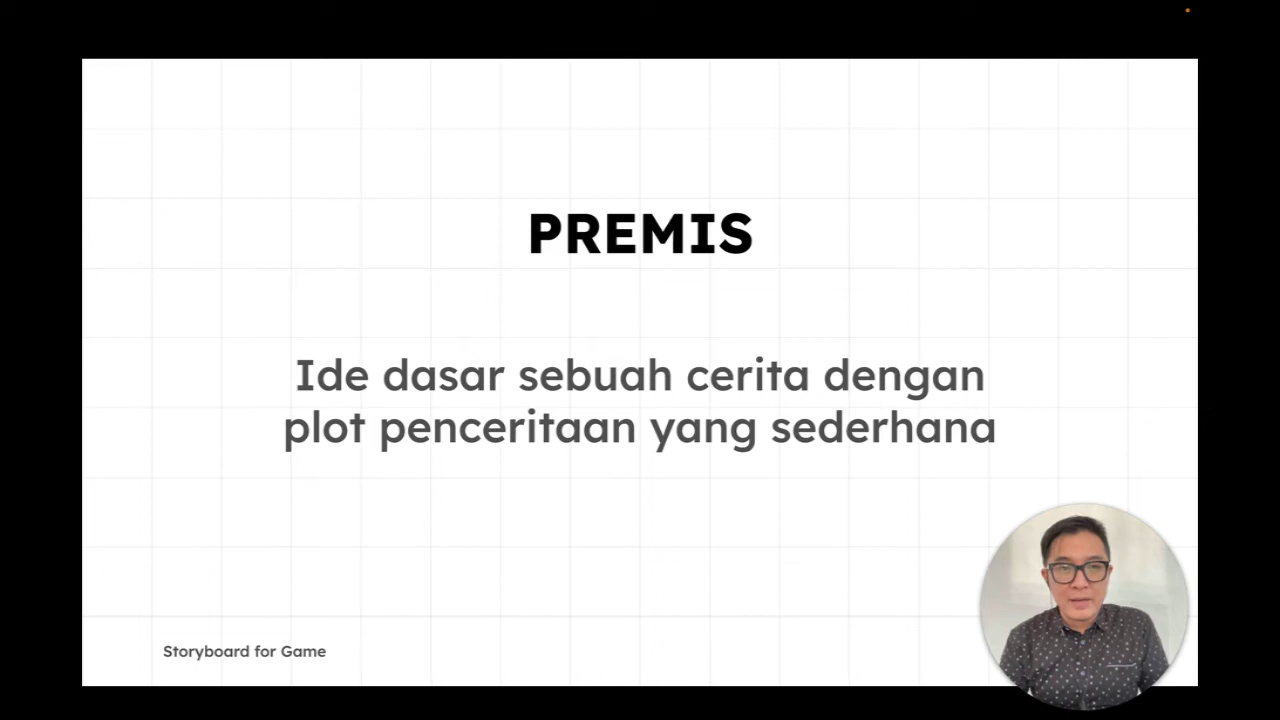 PREMIS
Ide dasar sebuah cerita dengan
plot penceritaan yang sederhana
Storyboard for Game